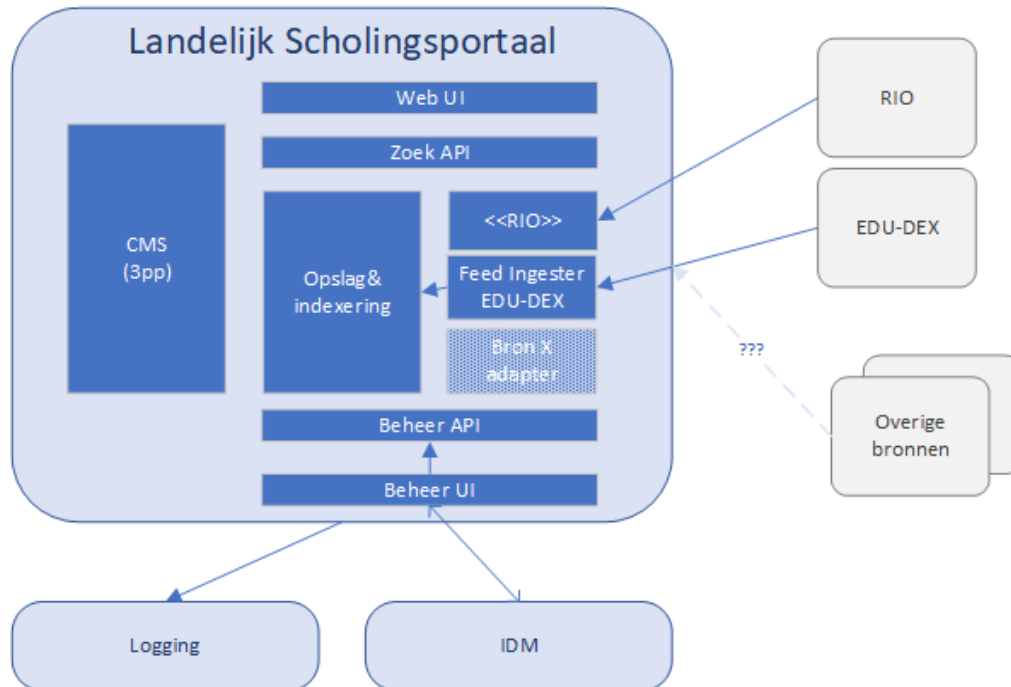 Landelijk Scholingsportaal
Web UI
Zoek API
CMS
(3pp)
Opslag&
indexering
<<RIO>>
Feed Ingester
EDU-DEX
Bron X
adapter
Beheer API
Beheer UI
RIO
EDU-DEX
???
Overige
bronnen
Logging
IDM